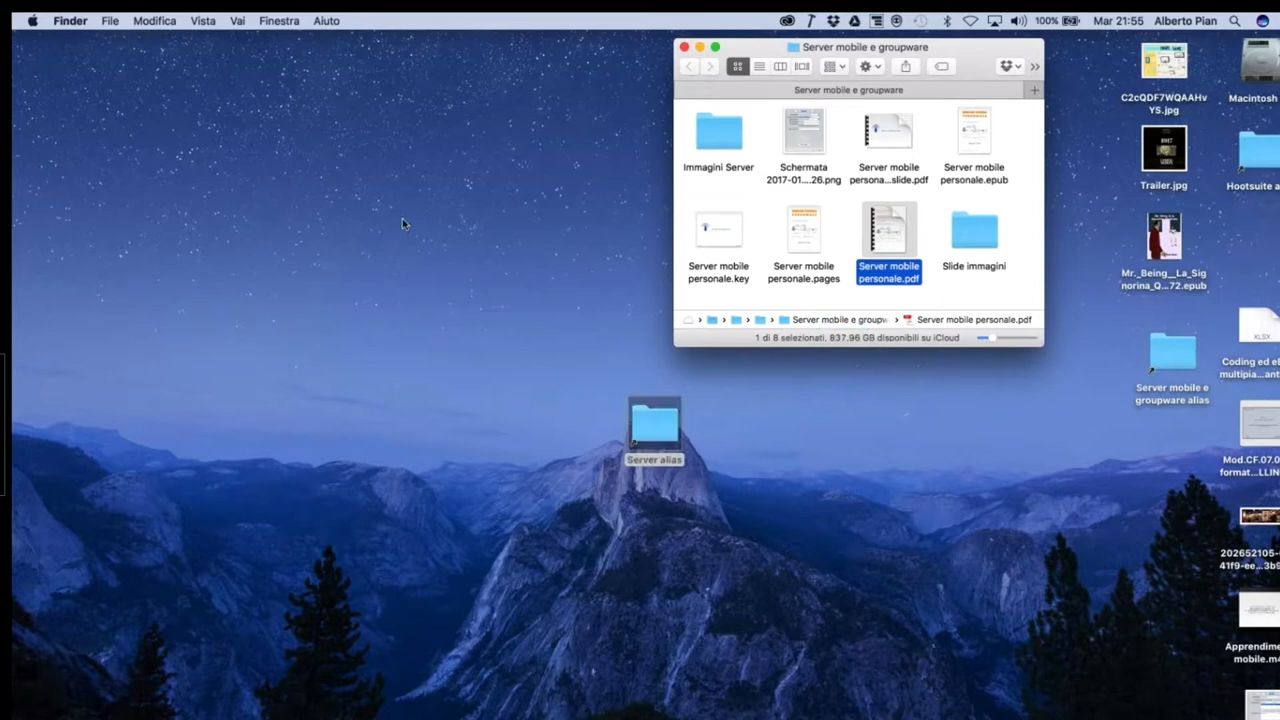 Finder File Modifica Vista Vai Finestra Aiuto 100% Mar 21:55 Alberto Pian
Server mobile e groupware
Server mobile e groupware
Immagini Server
Schermata
2017-01....26.png
Server mobile
persona...slide.pdf
Server mobile
personale.epub
Server mobile
personale.key
Server mobile
personale.pages
Server mobile
personale.pdf
Slide immagini
Server mobile e groupw Server mobile personale.pdf
1 di 8 selezionati, 837,96 GB disponibili su iCloud
Server alias
C2cQDF7WQAAHv
YS.jpg
Trailer.jpg
Mr._Being__La_Sig
norina_Q...72.epub
Server mobile e
groupware alias
Macintosh
Hootsuite a
XLSX
Coding ed eB
multipia...ant
Mod.CF.07.0
format...LLIN
202652105-
41f9-ee...3b9
Apprendime
mobile.m4